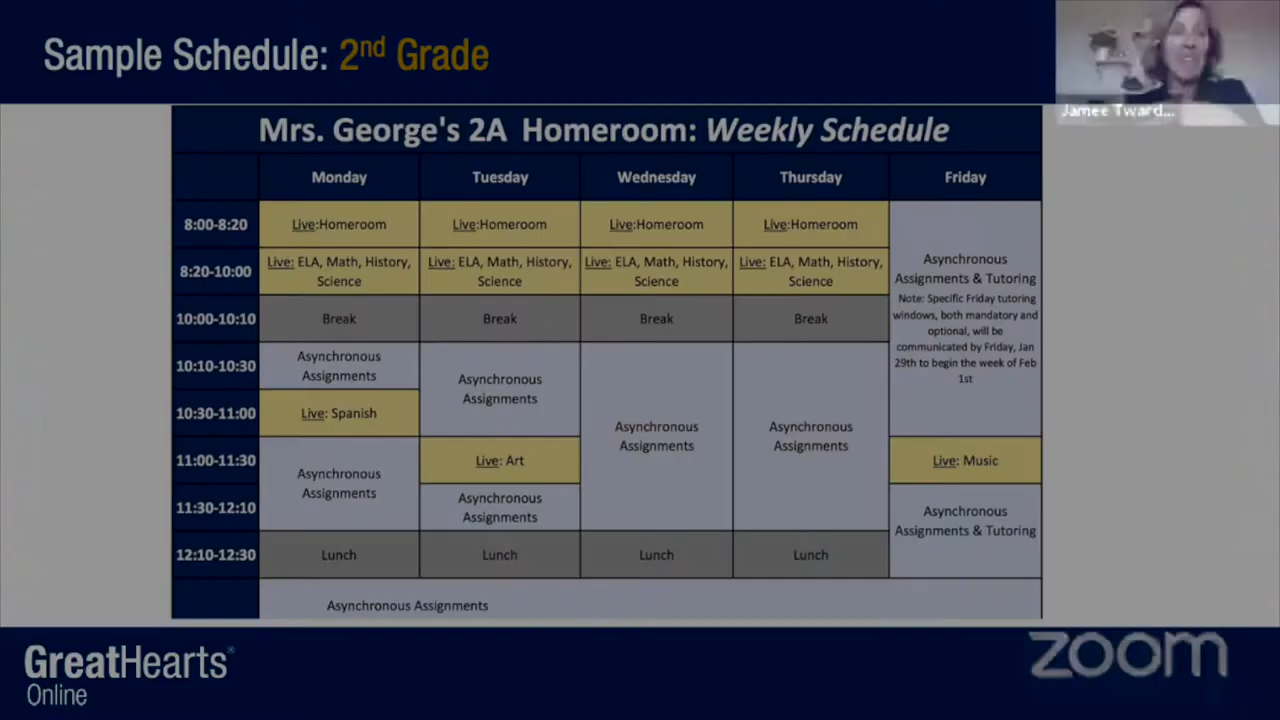 Sample Schedule: 2nd Grade
Jamee Tward...
Mrs. George's 2A Homeroom: Weekly Schedule
Monday Tuesday Wednesday Thursday Friday
8:00-8:20 Live:Homeroom Live:Homeroom Live:Homeroom Live:Homeroom
8:20-10:00 Live: ELA, Math, History, Science Live: ELA, Math, History, Science Live: ELA, Math, History, Science Live: ELA, Math, History, Science
Asynchronous
Assignments & Tutoring
Note: Specific Friday tutoring
windows, both mandatory and
optional, will be
communicated by Friday, Jan
29th to begin the week of Feb
1st
10:00-10:10 Break Break Break Break
10:10-10:30 Asynchronous Assignments Asynchronous Assignments Asynchronous Assignments Asynchronous Assignments
10:30-11:00 Live: Spanish
11:00-11:30 Asynchronous Assignments Live: Art Live: Music
11:30-12:10 Asynchronous Assignments Asynchronous Assignments & Tutoring
12:10-12:30 Lunch Lunch Lunch Lunch
Asynchronous Assignments
GreatHearts®
Online
zoom